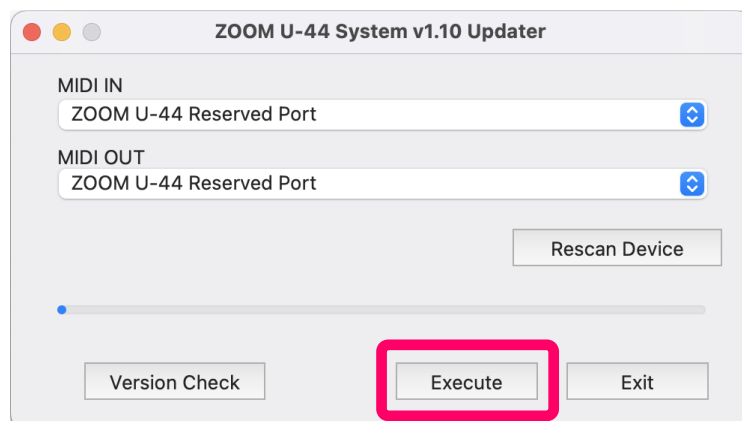 ZOOM U-44 System v1.10 Updater
MIDI IN
ZOOM U-44 Reserved Port
MIDI OUT
ZOOM U-44 Reserved Port
Rescan Device
Version Check Execute Exit